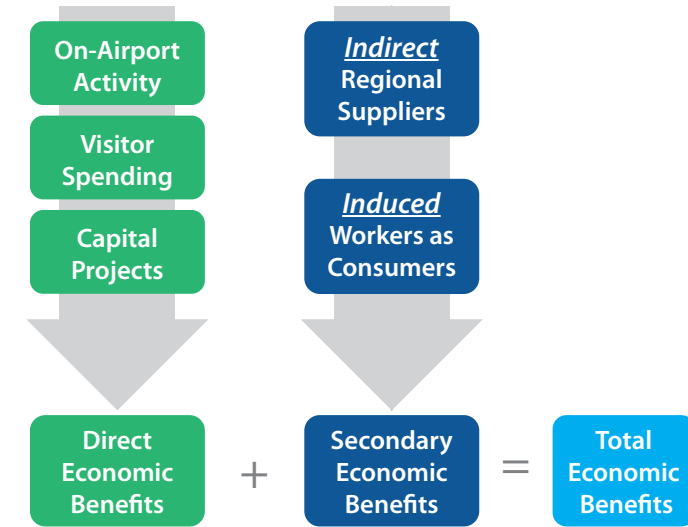 On-Airport
Activity
Visitor
Spending
Capital
Projects
Indirect
Regional
Suppliers
Induced
Workers as
Consumers
Direct
Economic
Benefits
+
Secondary
Economic
Benefits
=
Total
Economic
Benefits